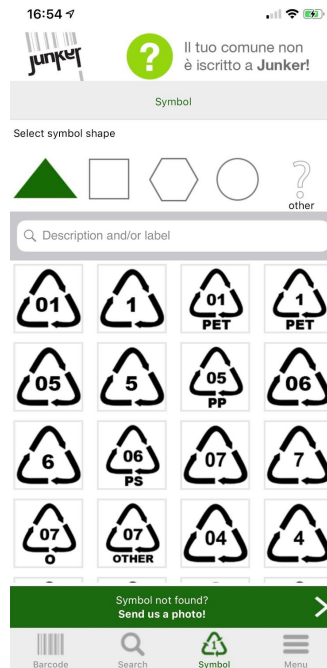 16:54
junker
?
Il tuo comune non
è iscritto a Junker!
Symbol
Select symbol shape
?
other
Description and/or label
01
1
01
PET
1
PET
05
5
05
PP
06
6
06
PS
07
7
07
O
07
OTHER
04
4
Symbol not found?
Send us a photo!
Barcode
Search
1
Symbol
Menu